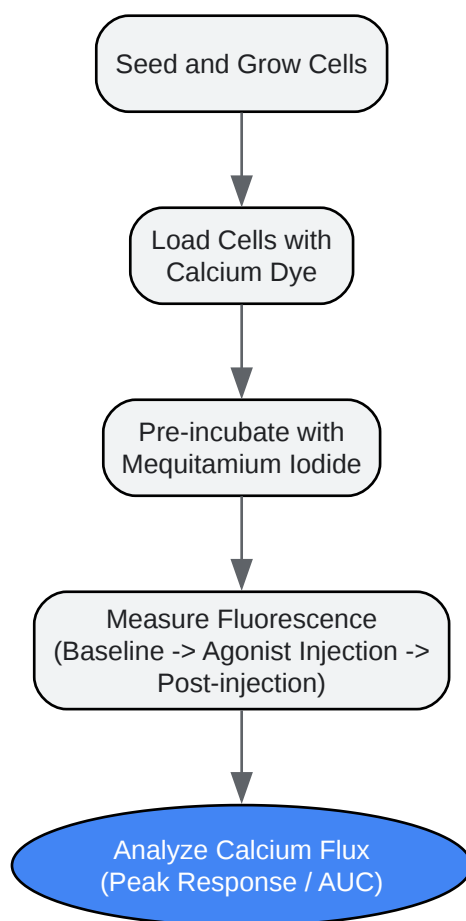 Seed and Grow Cells
Load Cells with
Calcium Dye
Pre-incubate with
Mequitamium Iodide
Measure Fluorescence
(Baseline -> Agonist Injection ->
Post-injection)
Analyze Calcium Flux
(Peak Response / AUC)